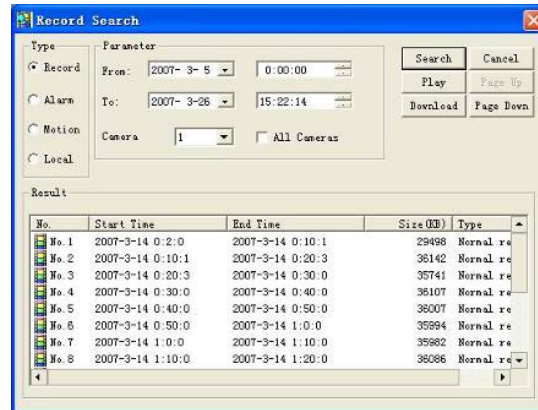 Record Search
Type
Parameter
Record
From: 2007- 3- 5 0:00:00
Search Cancel
Play Page Up
Alarm
To: 2007- 3-26 15:22:14
Download Page Down
Motion
Camera 1 All Cameras
Local
Result
No. Start Time End Time Size(KB) Type
No.1 2007-3-14 0:2:0 2007-3-14 0:10:1 29498 Normal re
No.2 2007-3-14 0:10:1 2007-3-14 0:20:3 36142 Normal re
No.3 2007-3-14 0:20:3 2007-3-14 0:30:0 35741 Normal re
No.4 2007-3-14 0:30:0 2007-3-14 0:40:0 36107 Normal re
No.5 2007-3-14 0:40:0 2007-3-14 0:50:0 36007 Normal re
No.6 2007-3-14 0:50:0 2007-3-14 1:0:0 35994 Normal re
No.7 2007-3-14 1:0:0 2007-3-14 1:10:0 35982 Normal re
No.8 2007-3-14 1:10:0 2007-3-14 1:20:0 36086 Normal re